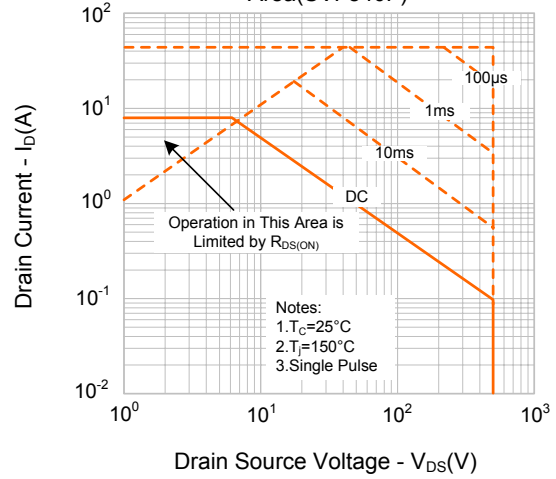 10²
10¹
10⁰
10⁻¹
10⁻²
Drain Current - I_D(A)
100µs
1ms
10ms
DC
Operation in This Area is
Limited by R_DS(ON)
Notes:
1.T_C=25°C
2.T_j=150°C
3.Single Pulse
10⁰
10¹
10²
10³
Drain Source Voltage - V_DS(V)